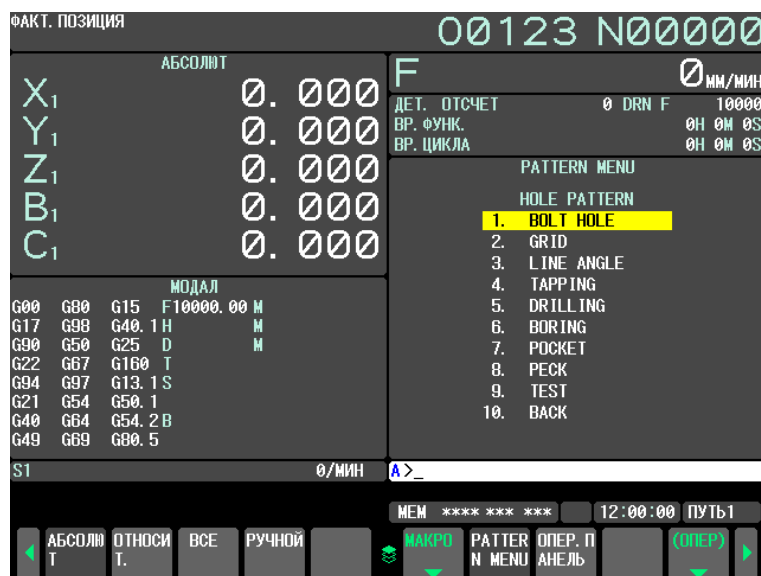 ФАКТ. ПОЗИЦИЯ
O0123 N00000
АБСОЛЮТ
X1 0. 000
Y1 0. 000
Z1 0. 000
B1 0. 000
C1 0. 000
F 0 ММ/МИН
ДЕТ. ОТСЧЕТ 0 DRN F 10000
ВР. ФУНК. 0H 0M 0S
ВР. ЦИКЛА 0H 0M 0S
PATTERN MENU
HOLE PATTERN
1. BOLT HOLE
2. GRID
3. LINE ANGLE
4. TAPPING
5. DRILLING
6. BORING
7. POCKET
8. PECK
9. TEST
10. BACK
МОДАЛ
G00 G80 G15 F10000. 00 M
G17 G98 G40. 1 H M
G90 G50 G25 D M
G22 G67 G160 T
G94 G97 G13. 1 S
G21 G54 G50. 1
G40 G64 G54. 2 B
G49 G69 G80. 5
S1 0/МИН
A>_
MEM **** *** *** 12:00:00 ПУТЬ1
АБСОЛЮ
Т
ОТНОСИ
Т.
ВСЕ
РУЧНОЙ
МАКРО
PATTER
N MENU
ОПЕР. П
АНЕЛЬ
(ОПЕР)